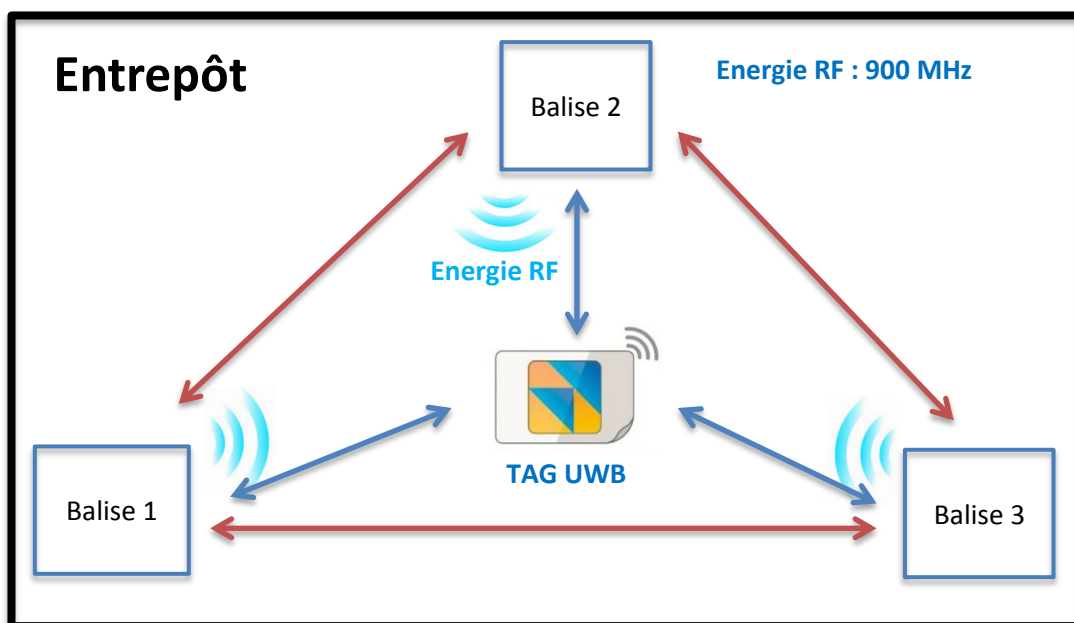 Entrepôt
Energie RF : 900 MHz
Balise 2
Energie RF
TAG UWB
Balise 1
Balise 3